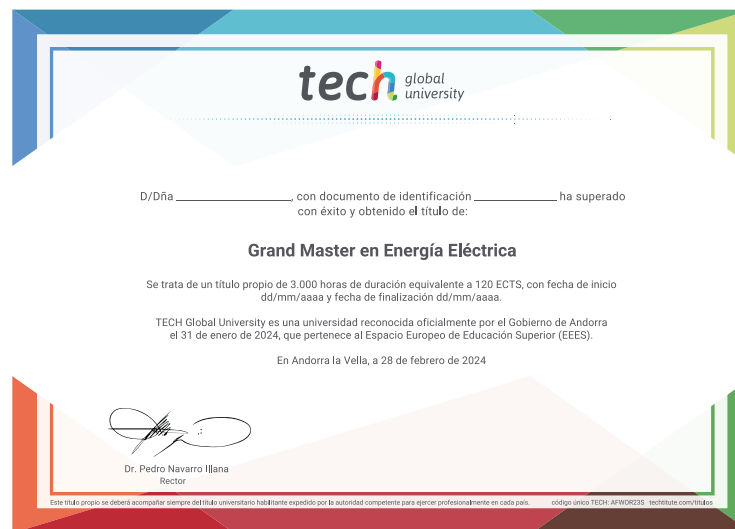 tech global
university
D/Dña ____________, con documento de identificación ____________ ha superado
con éxito y obtenido el título de:
Grand Master en Energía Eléctrica
Se trata de un título propio de 3.000 horas de duración equivalente a 120 ECTS, con fecha de inicio
dd/mm/aaaa y fecha de finalización dd/mm/aaaa.
TECH Global University es una universidad reconocida oficialmente por el Gobierno de Andorra
el 31 de enero de 2024, que pertenece al Espacio Europeo de Educación Superior (EEES).
En Andorra la Vella, a 28 de febrero de 2024
Dr. Pedro Navarro Illana
Rector
Este título propio se deberá acompañar siempre del título universitario habilitante expedido por la autoridad competente para ejercer profesionalmente en cada país. código único TECH: AFWOR23S techtitute.com/títulos